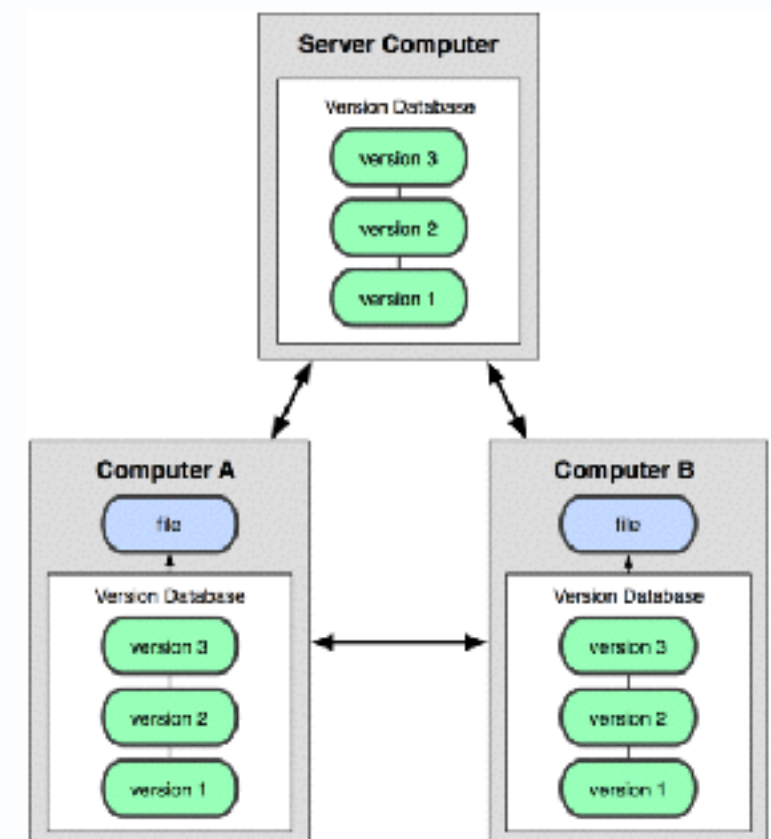 Server Computer
Version Database
version 3
version 2
version 1
Computer A
file
Version Database
version 3
version 2
version 1
Computer B
file
Version Database
version 3
version 2
version 1